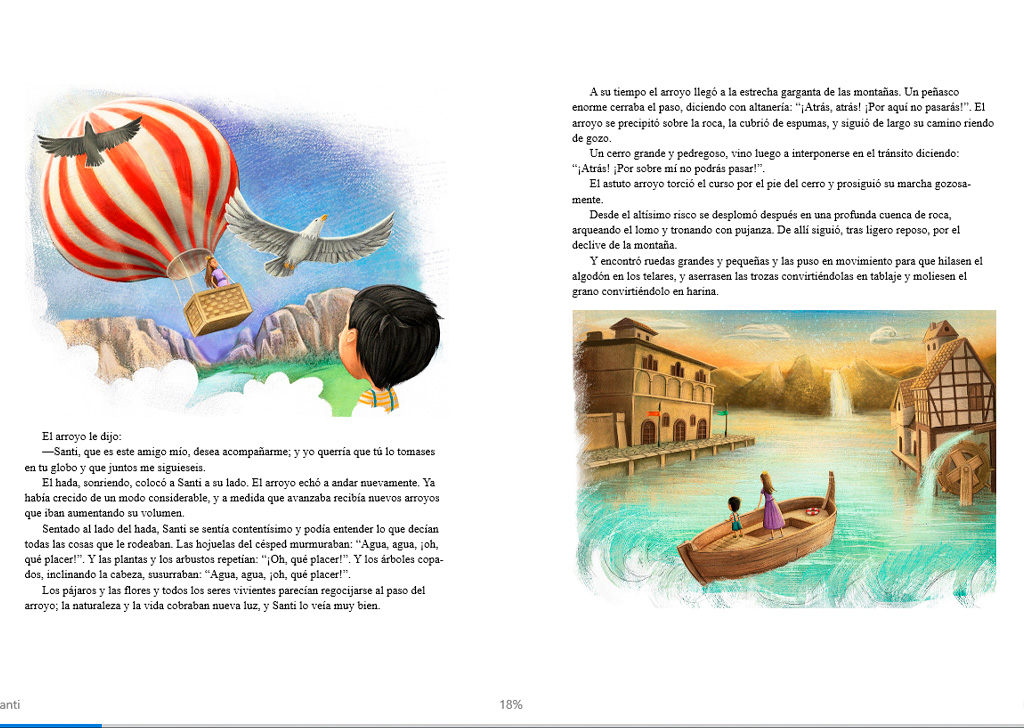 El arroyo le dijo:
—Santi, que es este amigo mío, desea acompañarme; y yo querría que tú lo tomases
en tu globo y que juntos me siguieseis.
El hada, sonriendo, colocó a Santi a su lado. El arroyo echó a andar nuevamente. Ya
había crecido de un modo considerable, y a medida que avanzaba recibía nuevos arroyos
que iban aumentando su volumen.
Sentado al lado del hada, Santi se sentía contentísimo y podía entender lo que decían
todas las cosas que le rodeaban. Las hojuelas del césped murmuraban: “Agua, agua, ¡oh,
qué placer!”. Y las plantas y los arbustos repetían: “¡Oh, qué placer!”. Y los árboles copa-
dos, inclinando la cabeza, susurraban: “Agua, agua, ¡oh, qué placer!”.
Los pájaros y las flores y todos los seres vivientes parecían regocijarse al paso del
arroyo; la naturaleza y la vida cobraban nueva luz, y Santi lo veía muy bien.
A su tiempo el arroyo llegó a la estrecha garganta de las montañas. Un peñasco
enorme cerraba el paso, diciendo con altanería: “¡Atrás, atrás! ¡Por aquí no pasarás!”. El
arroyo se precipitó sobre la roca, la cubrió de espumas, y siguió de largo su camino riendo
de gozo.
Un cerro grande y pedregoso, vino luego a interponerse en el tránsito diciendo:
“¡Atrás! ¡Por sobre mí no podrás pasar!”.
El astuto arroyo torció el curso por el pie del cerro y prosiguió su marcha gozosa-
mente.
Desde el altísimo risco se desplomó después en una profunda cuenca de roca,
arqueando el lomo y tronando con pujanza. De allí siguió, tras ligero reposo, por el
declive de la montaña.
Y encontró ruedas grandes y pequeñas y las puso en movimiento para que hilasen el
algodón en los telares, y aserrasen las trozas convirtiéndolas en tablaje y moliesen el
grano convirtiéndolo en harina.
anti
18%